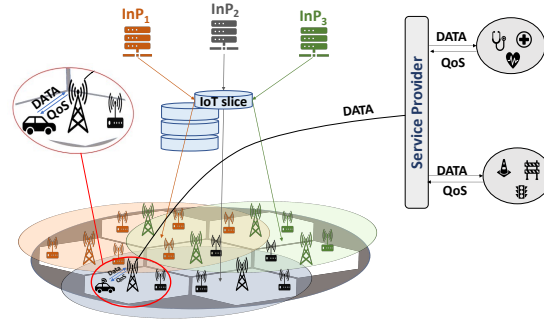 InP1
InP2
InP3
DATA
QoS
IoT slice
DATA
Service Provider
DATA
QoS
DATA
QoS
Data
QoS